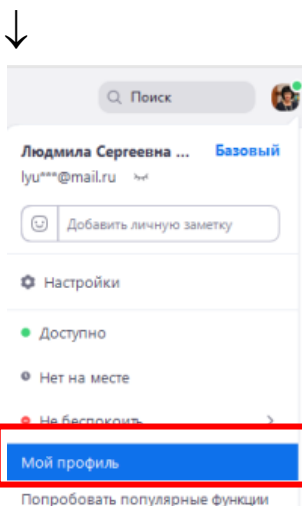 ↓
Поиск
Людмила Сергеевна ... Базовый
lyu***@mail.ru
Добавить личную заметку
Настройки
Доступно
Нет на месте
Не беспокоить
Мой профиль
Попробовать популярные функции